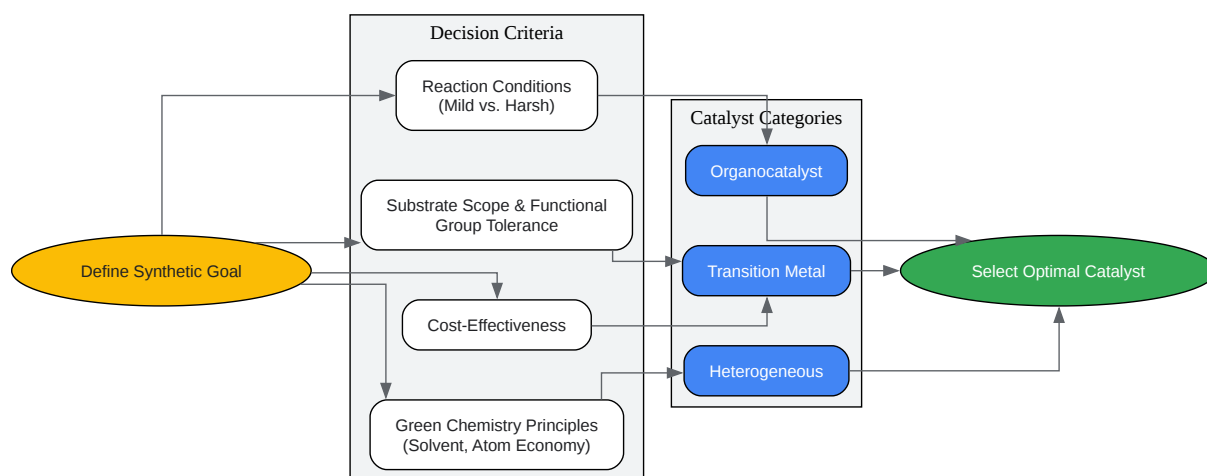 Decision Criteria
Reaction Conditions
(Mild vs. Harsh)
Catalyst Categories
Organocatalyst
Substrate Scope & Functional
Group Tolerance
Define Synthetic Goal
Transition Metal
Select Optimal Catalyst
Cost-Effectiveness
Heterogeneous
Green Chemistry Principles
(Solvent, Atom Economy)